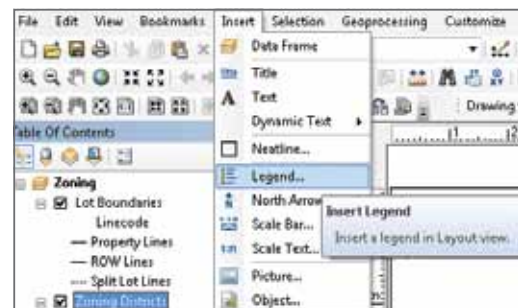 File Edit View Bookmarks Insert Selection Geoprocessing Customize
Data Frame
Title
Text
Dynamic Text
Neatline...
Legend...
North Arrow
Scale Bar...
Scale Text...
Picture...
Object...
Drawing
Table Of Contents
Zoning
Lot Boundaries
Linecode
Property Lines
ROW Lines
Split Lot Lines
Zoning Districts
Insert Legend
Insert a legend in Layout view.